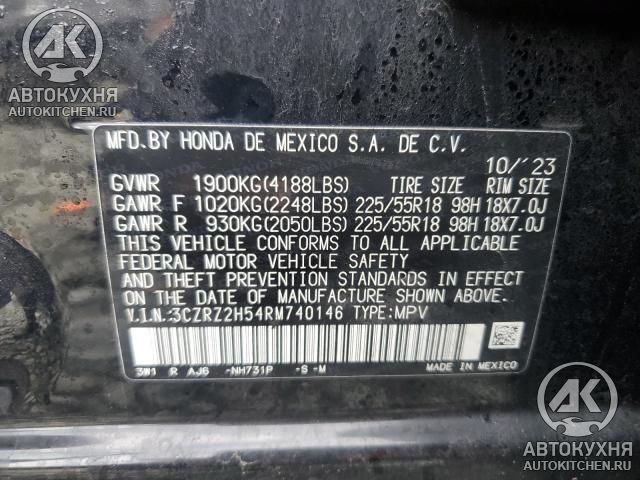 AK
АВТОКУХНЯ
AUTOKITCHEN.RU
MFD.BY HONDA DE MEXICO S.A. DE C.V.
10/'23
GVWR 1900KG(4188LBS) TIRE SIZE RIM SIZE
GAWR F 1020KG(2248LBS) 225/55R18 98H 18X7.0J
GAWR R 930KG(2050LBS) 225/55R18 98H 18X7.0J
THIS VEHICLE CONFORMS TO ALL APPLICABLE
FEDERAL MOTOR VEHICLE SAFETY
AND THEFT PREVENTION STANDARDS IN EFFECT
ON THE DATE OF MANUFACTURE SHOWN ABOVE.
V.I.N.:3CZRZ2H54RM740146 TYPE:MPV
3W1 R AJ6 -NH731P -S -M MADE IN MEXICO
AK
АВТОКУХНЯ
AUTOKITCHEN.RU